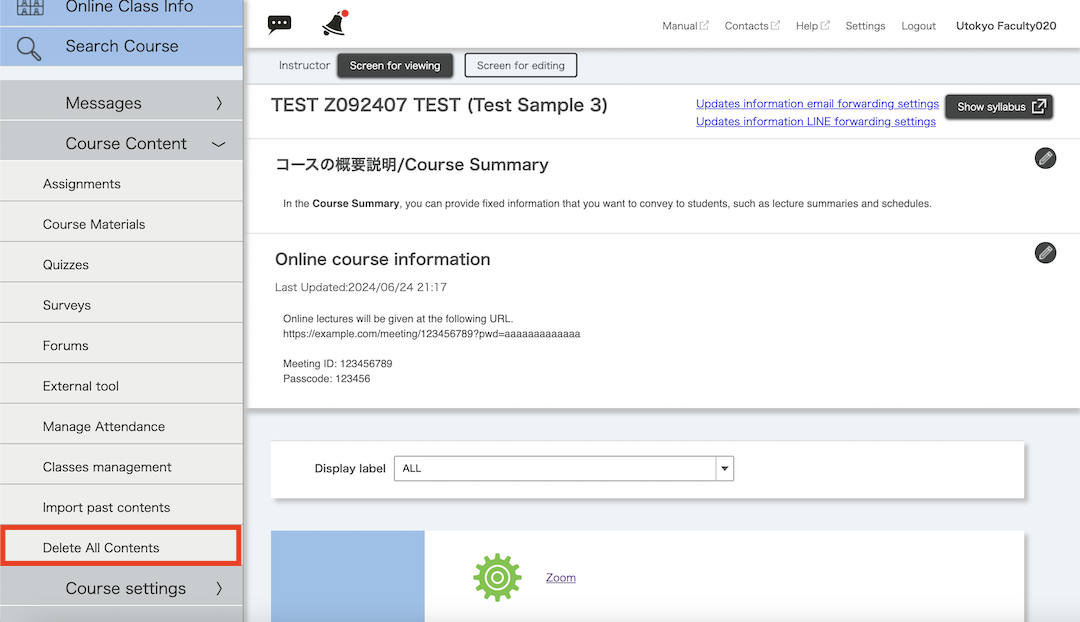 Online Class Info
Search Course
Messages
Course Content
Assignments
Course Materials
Quizzes
Surveys
Forums
External tool
Manage Attendance
Classes management
Import past contents
Delete All Contents
Course settings
Manual
Contacts
Help
Settings
Logout
Utokyo Faculty020
Instructor
Screen for viewing
Screen for editing
TEST Z092407 TEST (Test Sample 3)
Updates information email forwarding settings
Updates information LINE forwarding settings
Show syllabus
コースの概要説明/Course Summary
In the Course Summary, you can provide fixed information that you want to convey to students, such as lecture summaries and schedules.
Online course information
Last Updated:2024/06/24 21:17
Online lectures will be given at the following URL.
https://example.com/meeting/123456789?pwd=aaaaaaaaaaaaa
Meeting ID: 123456789
Passcode: 123456
Display label
ALL
Zoom